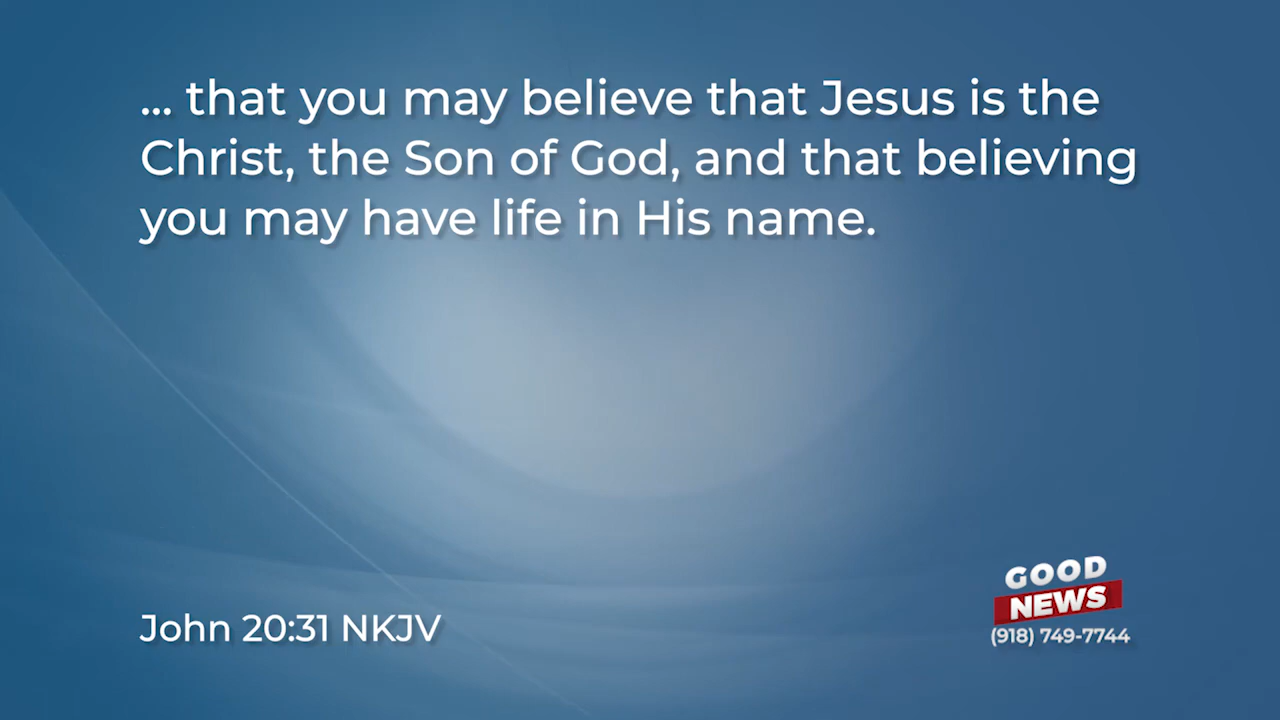 ... that you may believe that Jesus is the
Christ, the Son of God, and that believing
you may have life in His name.
John 20:31 NKJV
GOOD
NEWS
(918) 749-7744